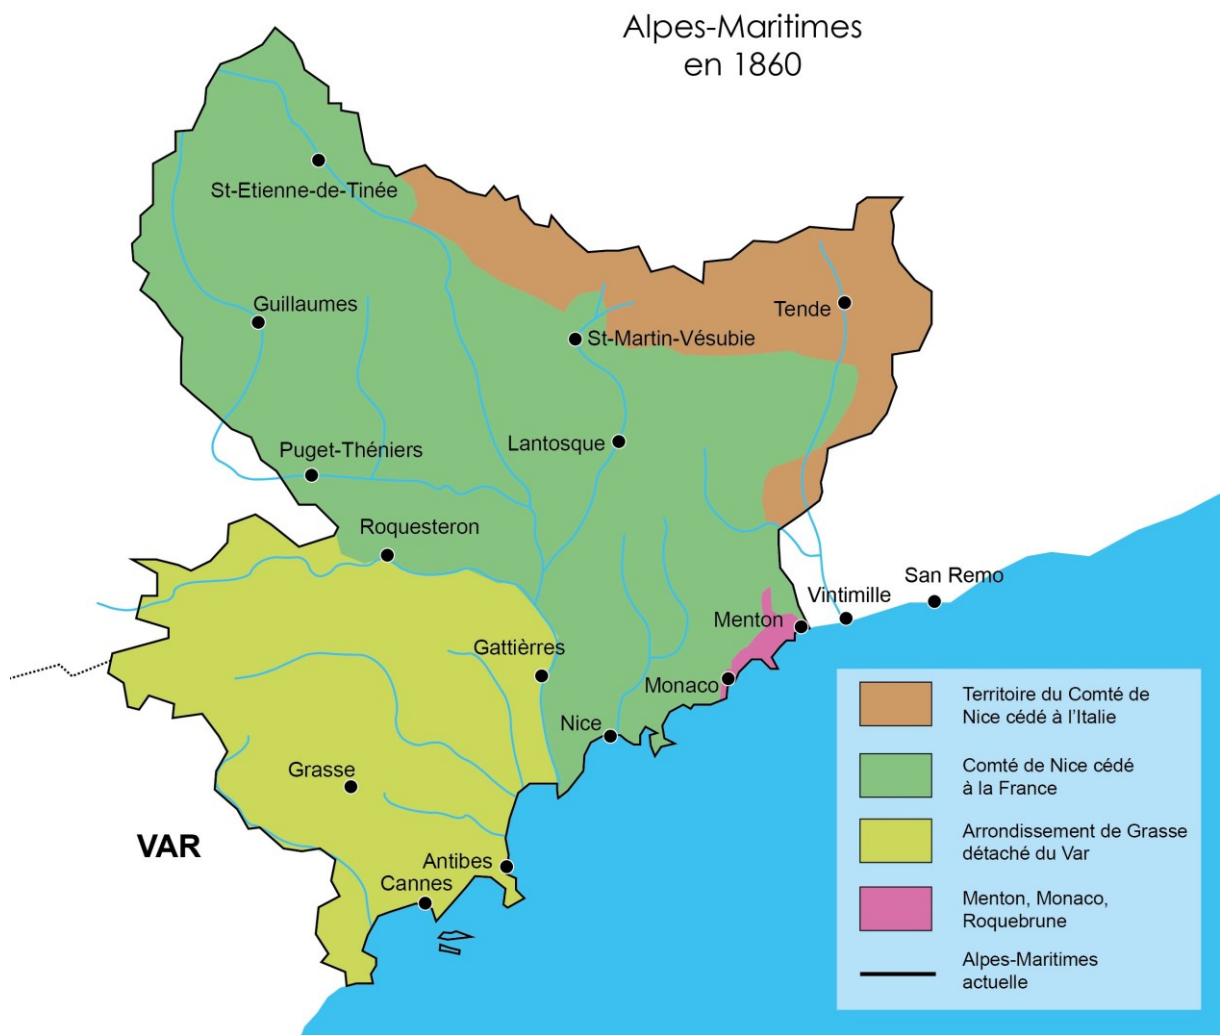 Alpes-Maritimes
en 1860
St-Etienne-de-Tinée
Guillaumes
Tende
St-Martin-Vésubie
Puget-Théniers
Lantosque
Roquesteron
San Remo
Vintimille
Menton
Gattièrres
Monaco
Nice
Grasse
VAR
Antibes
Cannes
Territoire du Comté de
Nice cédé à l'Italie
Comté de Nice cédé
à la France
Arrondissement de Grasse
détaché du Var
Menton, Monaco,
Roquebrune
Alpes-Maritimes
actuelle